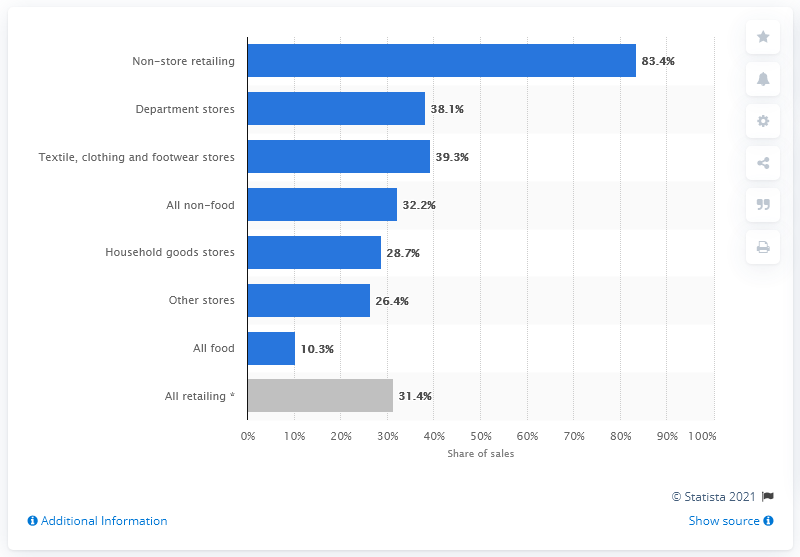 Non-store retailing 83.4%
Department stores 38.1%
Textile, clothing and footwear stores 39.3%
All non-food 32.2%
Household goods stores 28.7%
Other stores 26.4%
All food 10.3%
All retailing * 31.4%
0% 10% 20% 30% 40% 50% 60% 70% 80% 90% 100%
Share of sales
© Statista 2021
Additional Information Show source